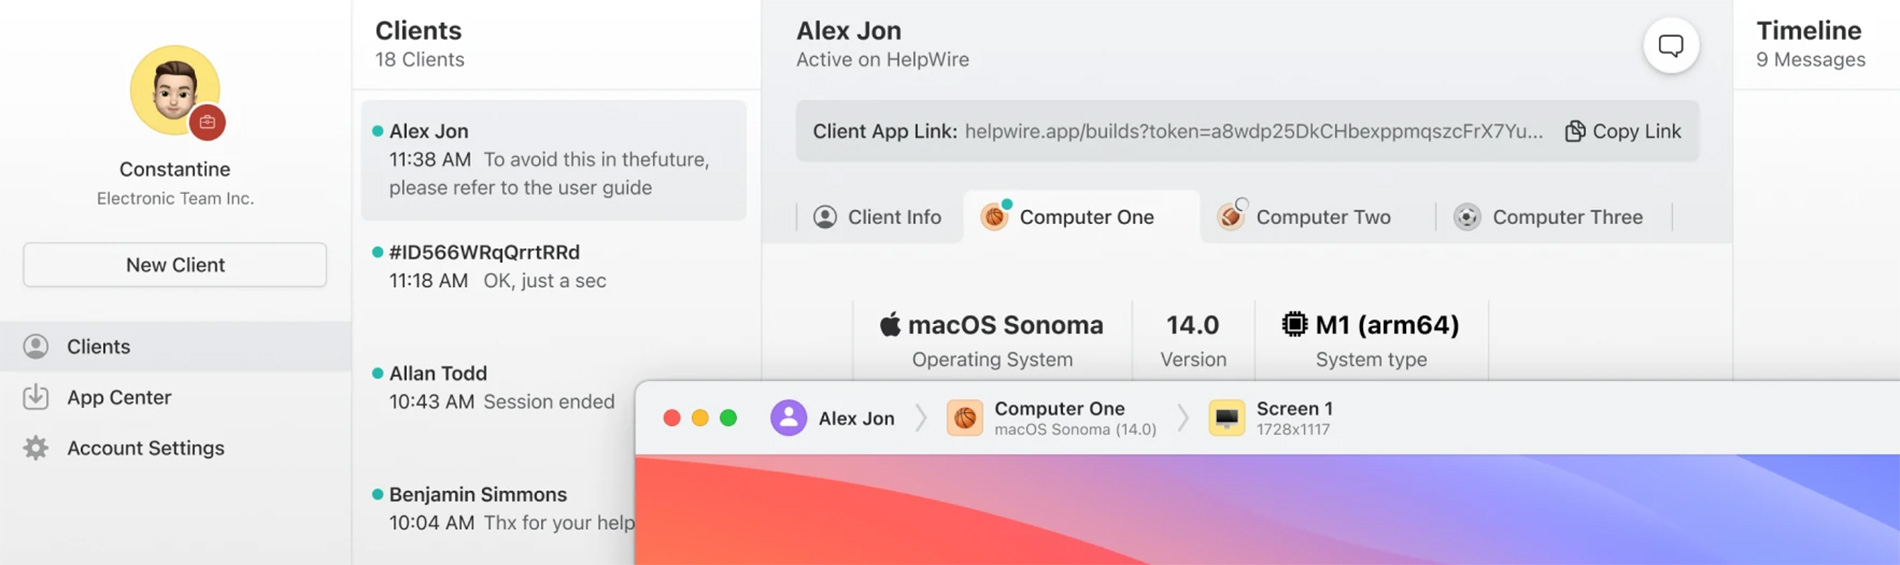 Constantine
Electronic Team Inc.
New Client
Clients
App Center
Account Settings
Clients
18 Clients
Alex Jon
11:38 AM To avoid this in thefuture,
please refer to the user guide
#ID566WRqQrrtRRd
11:18 AM OK, just a sec
Allan Todd
10:43 AM Session ended
Benjamin Simmons
10:04 AM Thx for your help
Alex Jon
Active on HelpWire
Client App Link: helpwire.app/builds?token=a8wdp25DkCHbexppmqszcFrX7Yu... Copy Link
Client Info Computer One Computer Two Computer Three
macOS Sonoma 14.0 M1 (arm64)
Operating System Version System type
Timeline
9 Messages
Alex Jon
Computer One
macOS Sonoma (14.0)
Screen 1
1728x1117